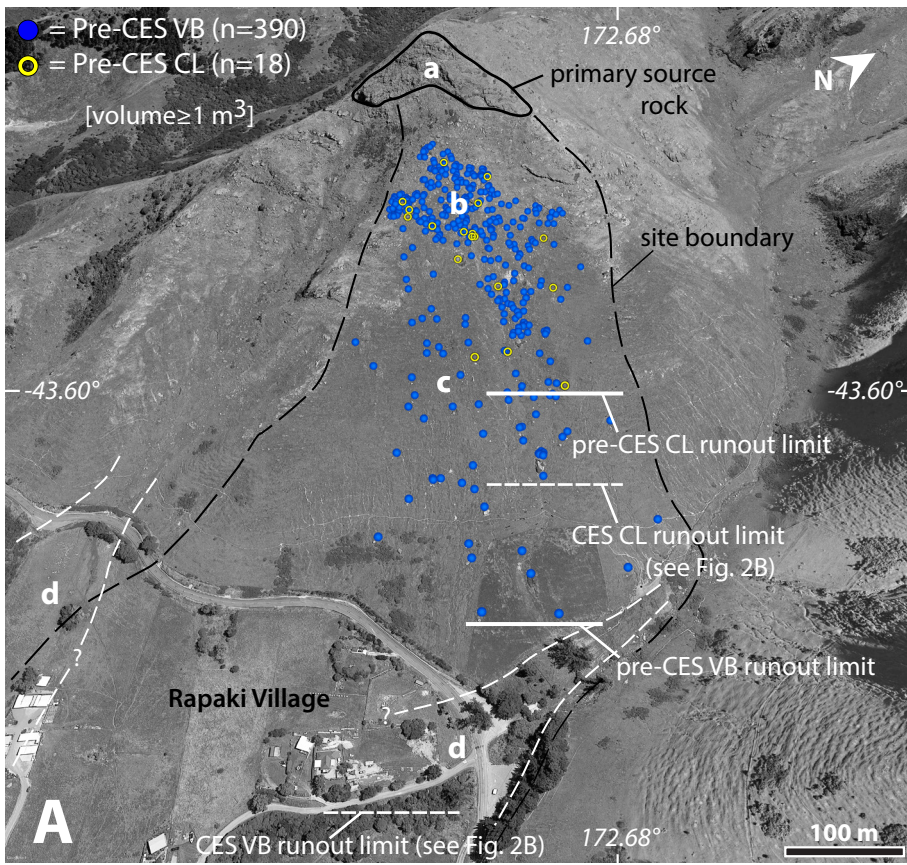 = Pre-CES VB (n=390)
= Pre-CES CL (n=18)
[volume≥1 m³]
172.68°
N
a
primary source
rock
b
site boundary
c
-43.60°
-43.60°
pre-CES CL runout limit
CES CL runout limit
(see Fig. 2B)
d
?
pre-CES VB runout limit
Rapaki Village
?
d
A
CES VB runout limit (see Fig. 2B)
172.68°
100 m